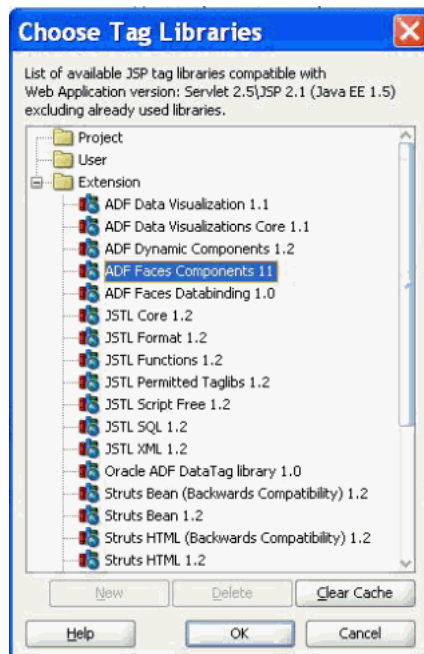 Choose Tag Libraries
List of available JSP tag libraries compatible with
Web Application version: Servlet 2.5\JSP 2.1 (Java EE 1.5)
excluding already used libraries.
Project
User
Extension
ADF Data Visualization 1.1
ADF Data Visualizations Core 1.1
ADF Dynamic Components 1.2
ADF Faces Components 11
ADF Faces Databinding 1.0
JSTL Core 1.2
JSTL Format 1.2
JSTL Functions 1.2
JSTL Permitted Taglibs 1.2
JSTL Script Free 1.2
JSTL SQL 1.2
JSTL XML 1.2
Oracle ADF DataTag library 1.0
Struts Bean (Backwards Compatibility) 1.2
Struts Bean 1.2
Struts HTML (Backwards Compatibility) 1.2
Struts HTML 1.2
New Delete Clear Cache
Help OK Cancel